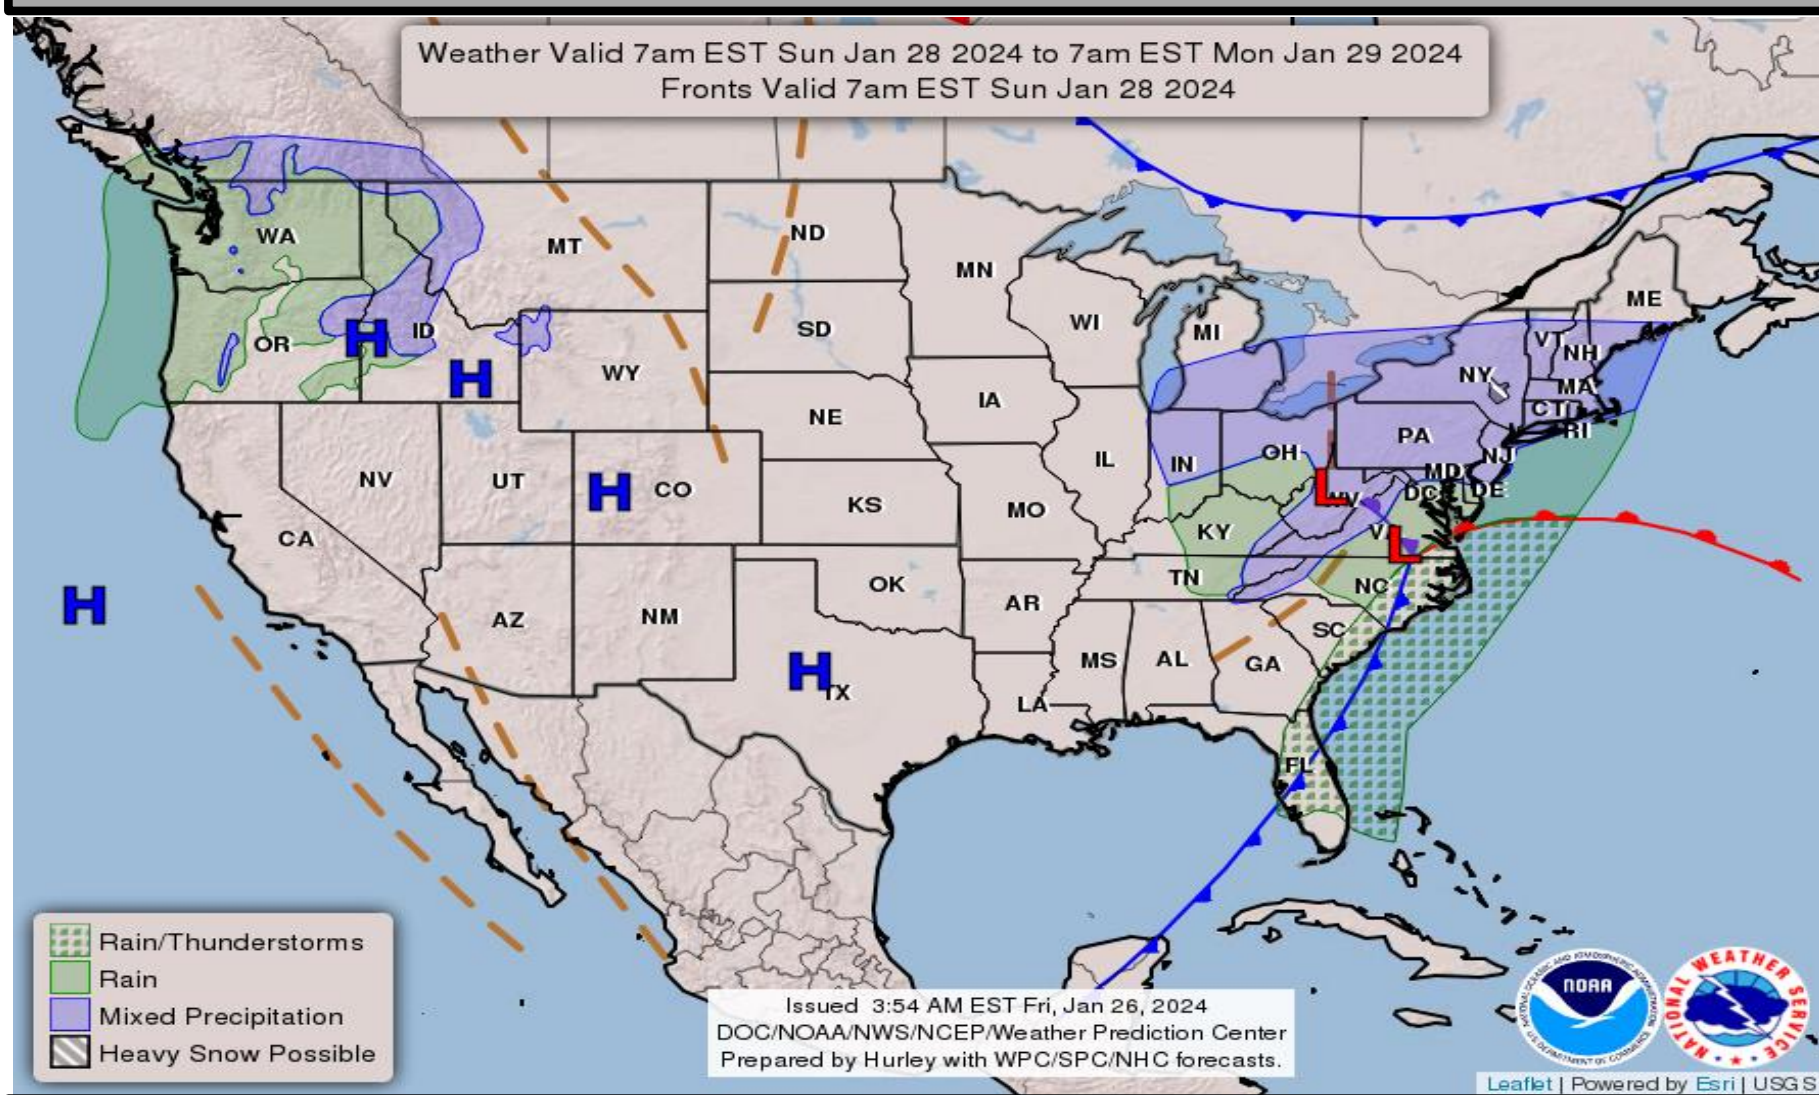 Weather Valid 7am EST Sun Jan 28 2024 to 7am EST Mon Jan 29 2024
Fronts Valid 7am EST Sun Jan 28 2024
WA
MT
ND
MN
ME
WI
MI
VT
NH
OR
H
ID
SD
H
WY
NY
MA
CT
RI
IA
NE
PA
NJ
OH
IL
IN
MD
DE
DC
NV
UT
H
CO
KS
MO
L
WV
KY
VA
L
CA
H
AZ
NM
OK
AR
TN
NC
SC
MS
AL
GA
H
TX
LA
FL
Rain/Thunderstorms
Rain
Mixed Precipitation
Heavy Snow Possible
Issued 3:54 AM EST Fri, Jan 26, 2024
DOC/NOAA/NWS/NCEP/Weather Prediction Center
Prepared by Hurley with WPC/SPC/NHC forecasts.
NOAA
NATIONAL WEATHER SERVICE
Leaflet | Powered by Esri | USGS